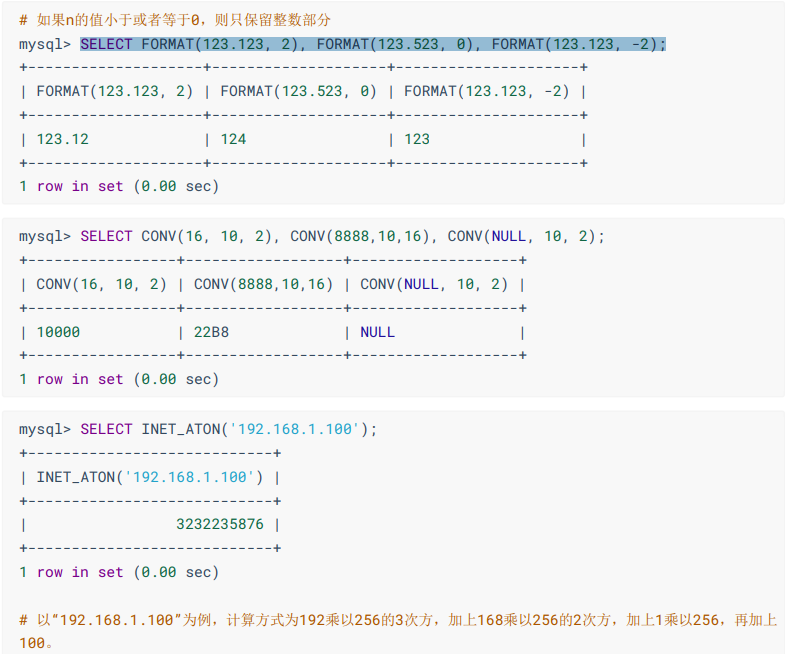 # 如果n的值小于或者等于0，则只保留整数部分
mysql> SELECT FORMAT(123.123, 2), FORMAT(123.523, 0), FORMAT(123.123, -2);
+--------------------+--------------------+---------------------+
| FORMAT(123.123, 2) | FORMAT(123.523, 0) | FORMAT(123.123, -2) |
+--------------------+--------------------+---------------------+
| 123.12             | 124                | 123                 |
+--------------------+--------------------+---------------------+
1 row in set (0.00 sec)
mysql> SELECT CONV(16, 10, 2), CONV(8888,10,16), CONV(NULL, 10, 2);
+-----------------+------------------+-------------------+
| CONV(16, 10, 2) | CONV(8888,10,16) | CONV(NULL, 10, 2) |
+-----------------+------------------+-------------------+
| 10000           | 22B8             | NULL              |
+-----------------+------------------+-------------------+
1 row in set (0.00 sec)
mysql> SELECT INET_ATON('192.168.1.100');
+----------------------------+
| INET_ATON('192.168.1.100') |
+----------------------------+
|                 3232235876 |
+----------------------------+
1 row in set (0.00 sec)
# 以“192.168.1.100”为例，计算方式为192乘以256的3次方，加上168乘以256的2次方，加上1乘以256，再加上
100。